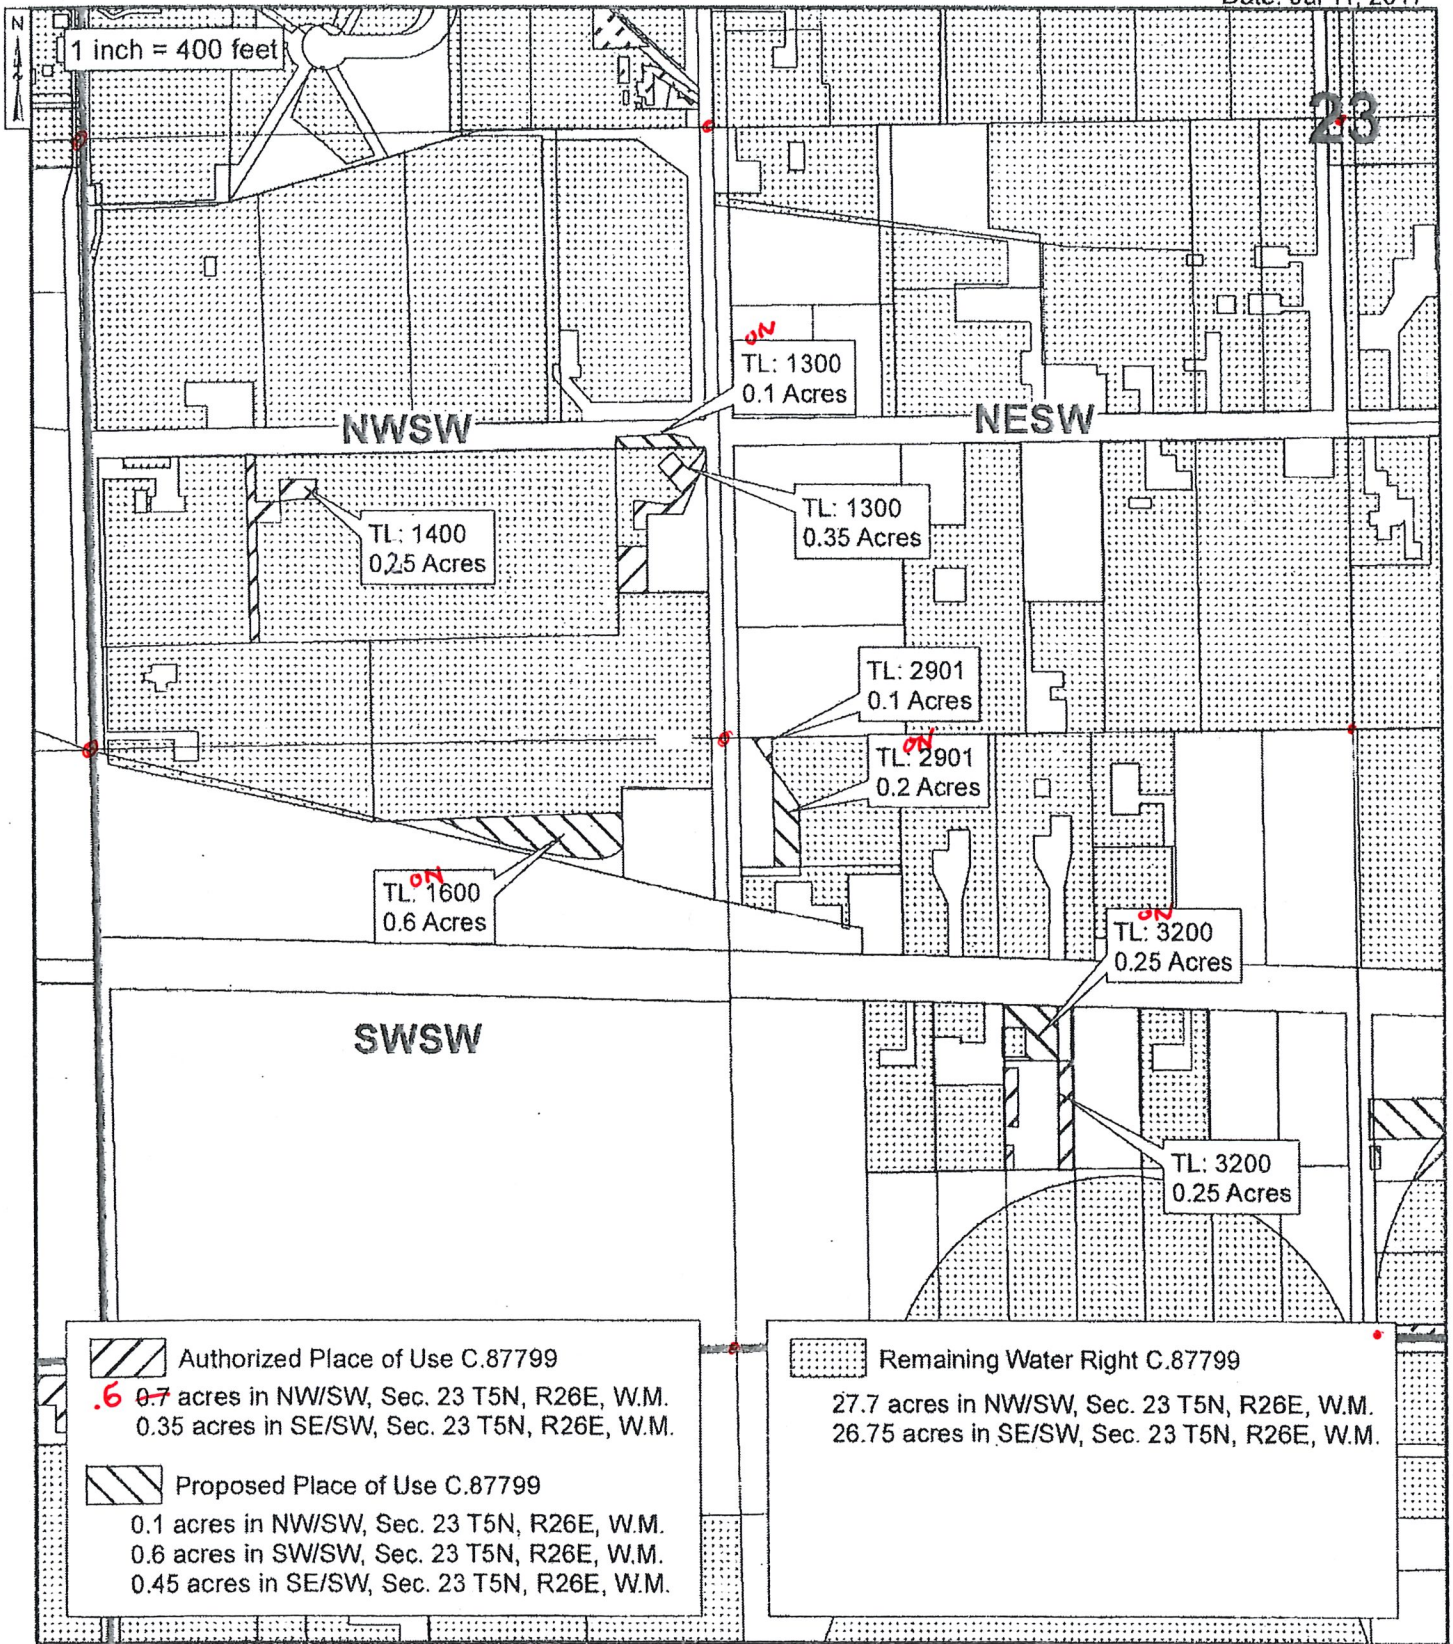 Date: Jul 11, 2017
N
1 inch = 400 feet
23
ON
TL: 1300
0.1 Acres
NWSW
NESW
TL: 1400
0.25 Acres
TL: 1300
0.35 Acres
TL: 2901
0.1 Acres
ON
TL: 2901
0.2 Acres
ON
TL: 1600
0.6 Acres
ON
TL: 3200
0.25 Acres
SWSW
TL: 3200
0.25 Acres
Authorized Place of Use C.87799
.6 0.7 acres in NW/SW, Sec. 23 T5N, R26E, W.M.
0.35 acres in SE/SW, Sec. 23 T5N, R26E, W.M.
Proposed Place of Use C.87799
0.1 acres in NW/SW, Sec. 23 T5N, R26E, W.M.
0.6 acres in SW/SW, Sec. 23 T5N, R26E, W.M.
0.45 acres in SE/SW, Sec. 23 T5N, R26E, W.M.
Remaining Water Right C.87799
27.7 acres in NW/SW, Sec. 23 T5N, R26E, W.M.
26.75 acres in SE/SW, Sec. 23 T5N, R26E, W.M.